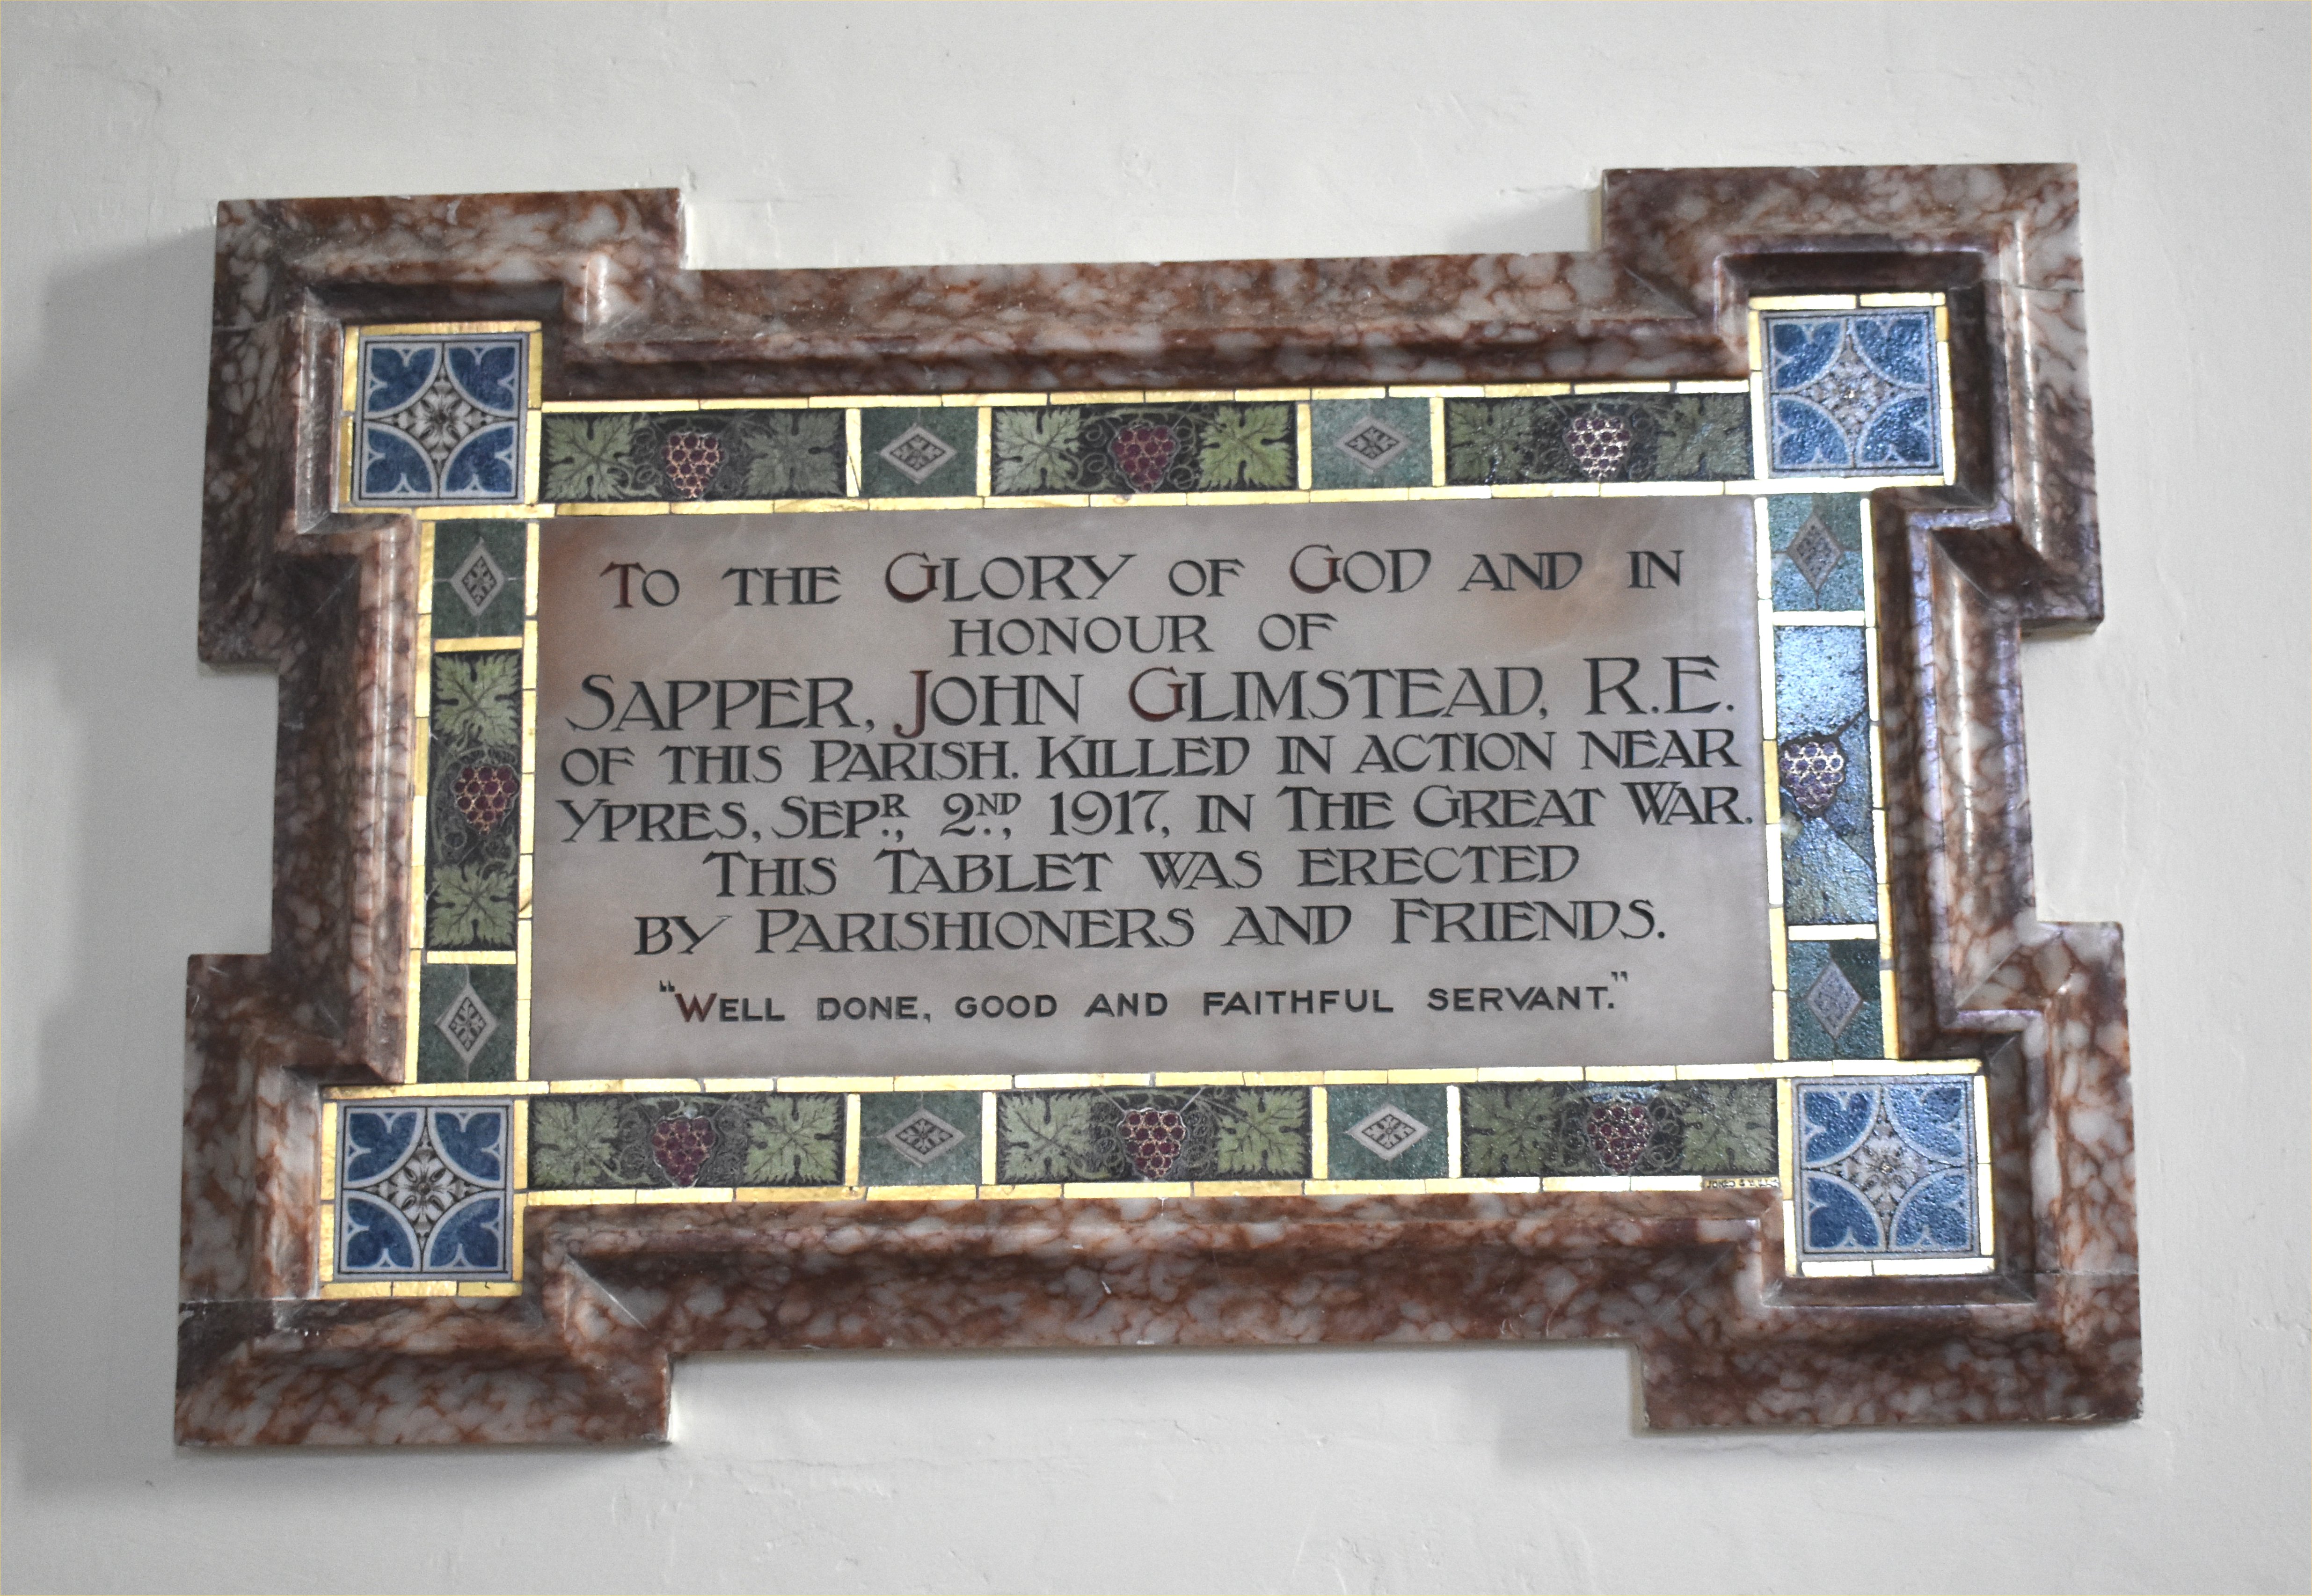 TO THE GLORY OF GOD AND IN
HONOUR OF
SAPPER, JOHN GLIMSTEAD, R.E.
OF THIS PARISH. KILLED IN ACTION NEAR
YPRES, SEPR., 2ND., 1917, IN THE GREAT WAR.
THIS TABLET WAS ERECTED
BY PARISHIONERS AND FRIENDS.
"WELL DONE, GOOD AND FAITHFUL SERVANT."
JONES &